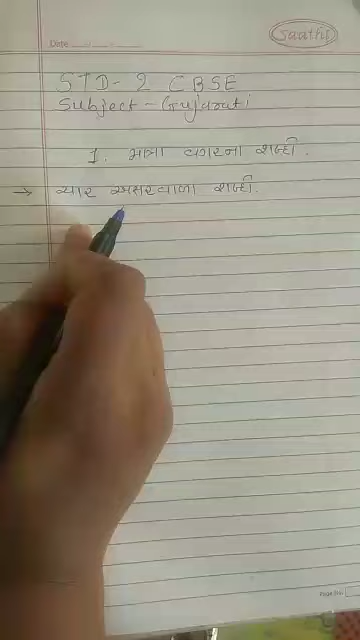 Saathi
Date
STD - 2 CBSE
Subject - Gujarati
1. માત્રા વગરના શબ્દો.
→ ચાર અક્ષરવાળા શબ્દો.
Page No.